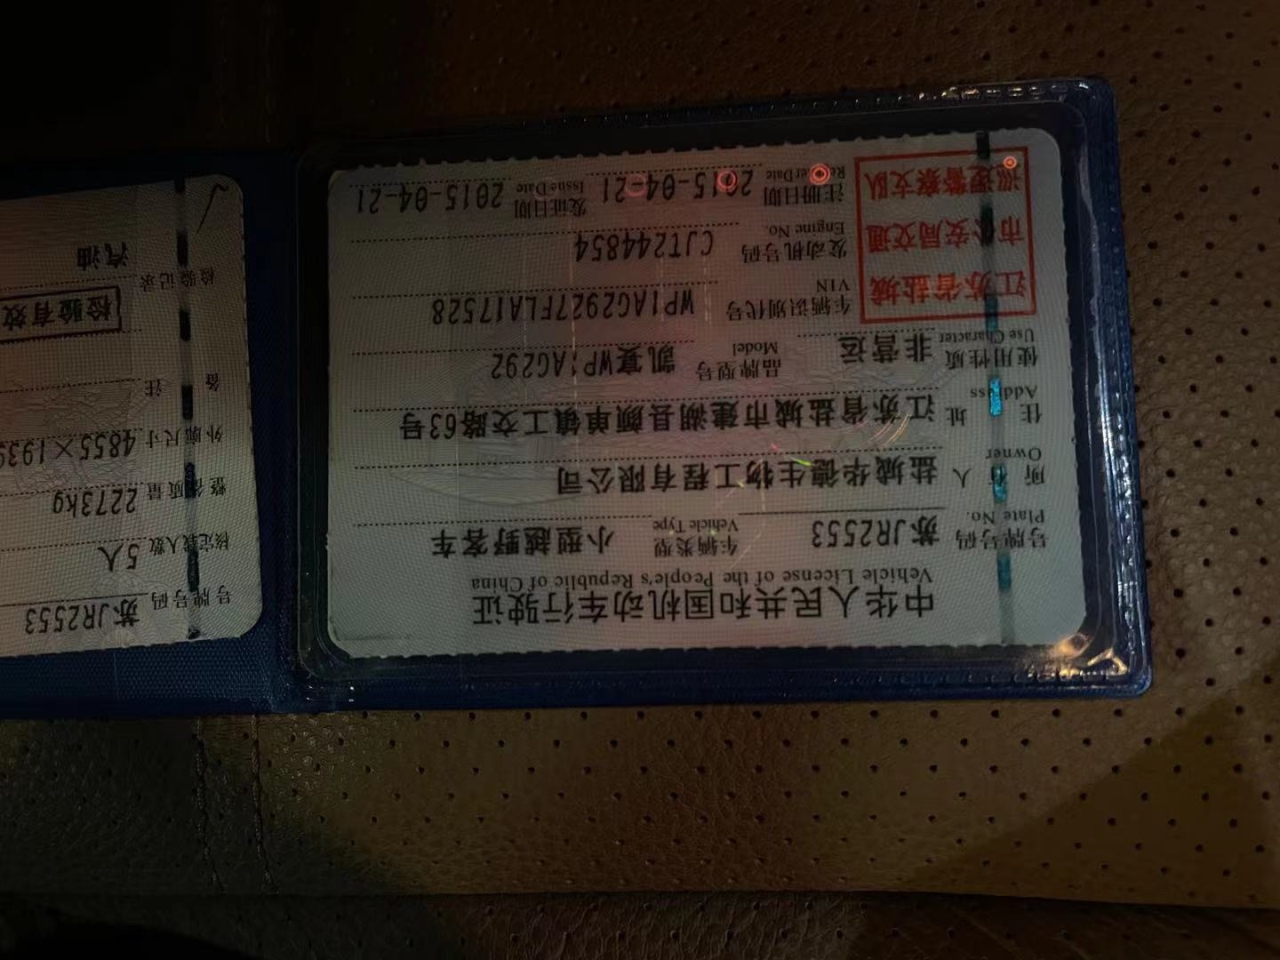 中华人民共和国机动车行驶证
Vehicle License of the People's Republic of China
号牌号码 苏JR2553 车辆类型 小型越野客车
Plate No. Vehicle Type
所有人 盐城华德生物工程有限公司
Owner
住址 江苏省盐城市建湖县颜单镇工交路63号
Address
使用性质 非营运 品牌型号 凯宴WP1AG292
Use Character Model
车辆识别代号 WP1AG2927FLA17528
VIN
江苏省盐城
市公安局交通
巡逻警察支队
发动机号码 CJT244854
Engine No.
注册日期 2015-04-21 发证日期 2015-04-21
Register Date Issue Date
号牌号码 苏JR2553
核定载人数 5人
整备质量 2273kg
外廓尺寸 4855×1939
备注
检验有效
检验记录
汽油